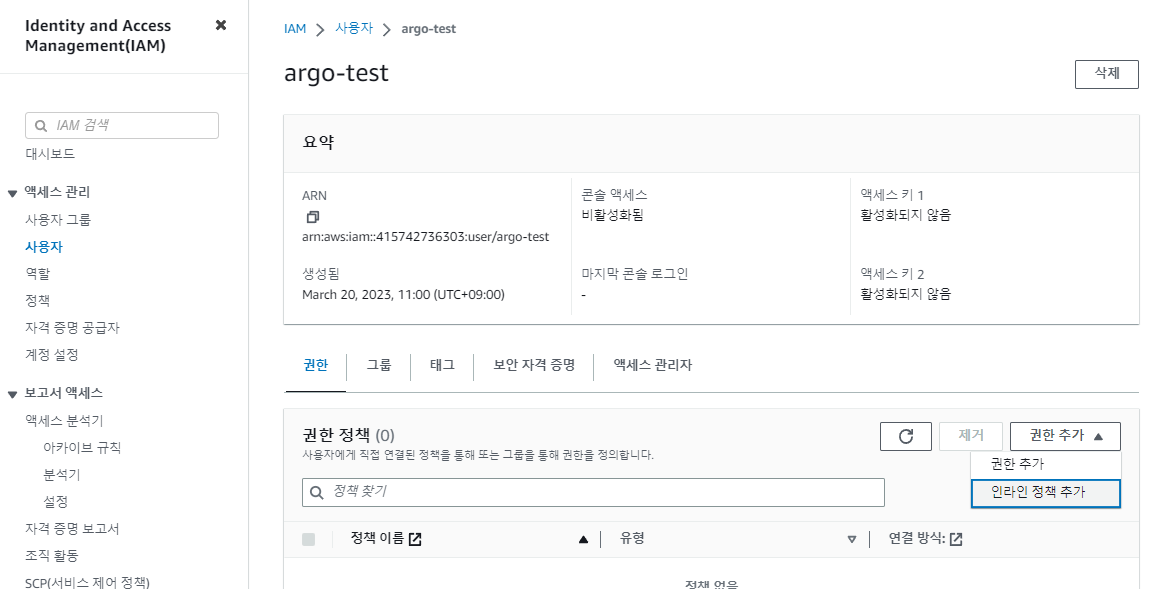 Identity and Access
Management(IAM)
IAM 검색
대시보드
액세스 관리
사용자 그룹
사용자
역할
정책
자격 증명 공급자
계정 설정
보고서 액세스
액세스 분석기
아카이브 규칙
분석기
설정
자격 증명 보고서
조직 활동
SCP(서비스 제어 정책)
IAM
사용자
argo-test
argo-test
삭제
요약
ARN
arn:aws:iam::415742736303:user/argo-test
생성됨
March 20, 2023, 11:00 (UTC+09:00)
콘솔 액세스
비활성화됨
마지막 콘솔 로그인
-
액세스 키 1
활성화되지 않음
액세스 키 2
활성화되지 않음
권한
그룹
태그
보안 자격 증명
액세스 관리자
권한 정책 (0)
사용자에게 직접 연결된 정책을 통해 또는 그룹을 통해 권한을 정의합니다.
제거
권한 추가
권한 추가
인라인 정책 추가
정책 찾기
정책 이름
유형
연결 방식:
정책 없음